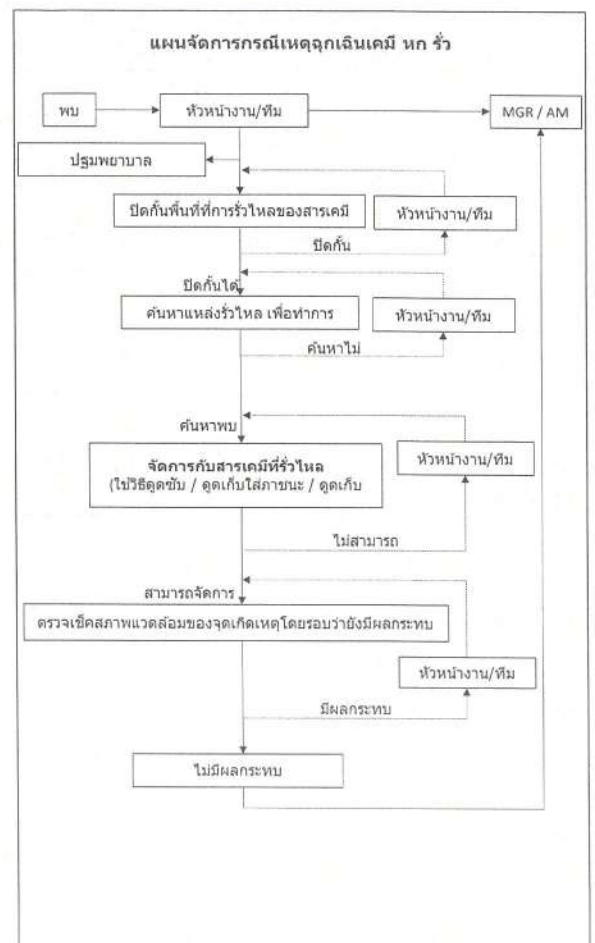 แผนจัดการกรณีเหตุฉุกเฉินเคมี หก รั่ว
พบ
หัวหน้างาน/ทีม
MGR / AM
ปฐมพยาบาล
ปิดกั้นพื้นที่ที่การรั่วไหลของสารเคมี
หัวหน้างาน/ทีม
ปิดกั้น
ปิดกั้นได้
ค้นหาแหล่งรั่วไหล เพื่อทำการ
หัวหน้างาน/ทีม
ค้นหาไม่
ค้นหาพบ
จัดการกับสารเคมีที่รั่วไหล
(ใช้วิธีดูดซับ / ดูดเก็บใส่ภาชนะ / ดูดเก็บ
หัวหน้างาน/ทีม
ไม่สามารถ
สามารถจัดการ
ตรวจเช็คสภาพแวดล้อมของจุดเกิดเหตุโดยรอบว่ายังมีผลกระทบ
หัวหน้างาน/ทีม
มีผลกระทบ
ไม่มีผลกระทบ